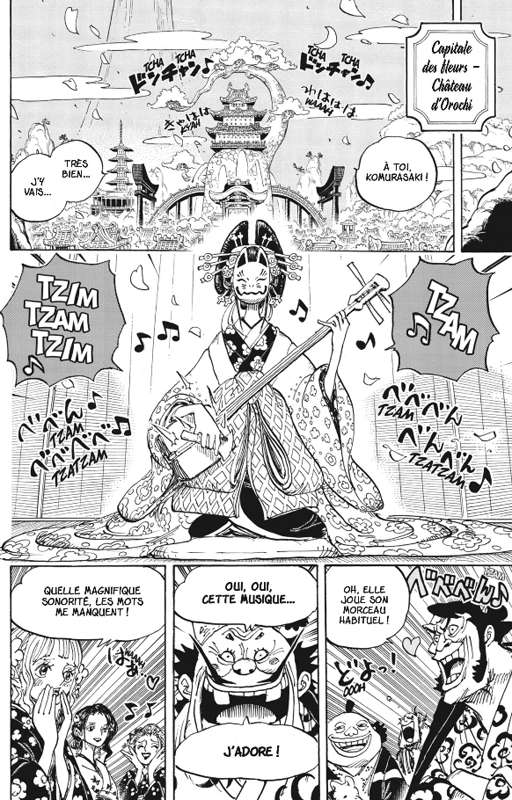 Capitale
des fleurs –
Château
d'Orochi
TCHA
TCHA
ドンチャン♪
TCHA
TCHA
ドンチャン♪
きゃはは
KYAH
わははは
WAAHH
À TOI,
KOMURASAKI !
TRÈS
BIEN...
J'Y
VAIS...
TZAM
TZIM
TZAM
TZIM
べべべん
TZAM
べんべん
TZATZAM
べべん
TZAM
べべべべ
TZATZAM
TZAM
べべべん♪
OH, ELLE
JOUE SON
MORCEAU
HABITUEL !
どよっ!
OOOH
OUI, OUI,
CETTE MUSIQUE...
J'ADORE !
QUELLE MAGNIFIQUE
SONORITÉ, LES MOTS
ME MANQUENT !
はぁ